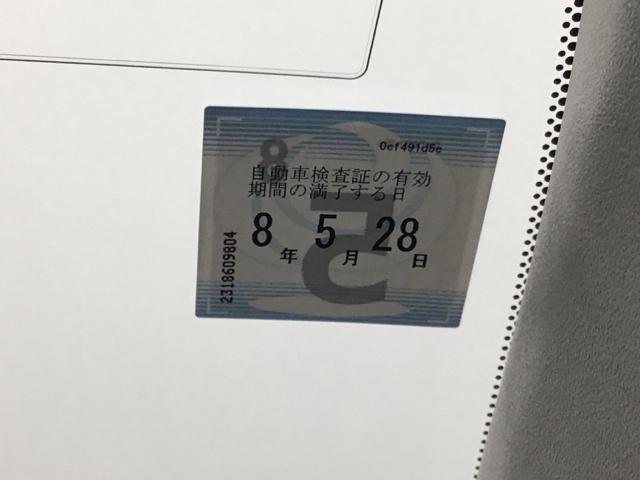 0cf491d5c
自動車検査証の有効
期間の満了する日
8年 5月 28日
2318609804